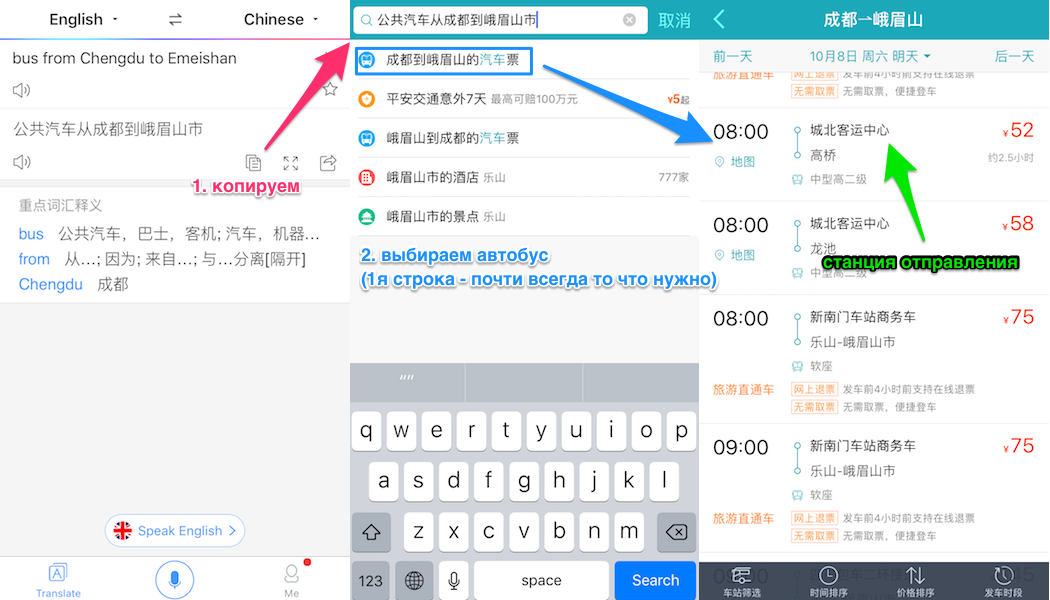 English
Chinese
bus from Chengdu to Emeishan
公共汽车从成都到峨眉山市
1. копируем
重点词汇释义
bus 公共汽车，巴士，客机; 汽车，机器...
from 从...; 因为; 来自...; 与...分离[隔开]
Chengdu 成都
Speak English
Translate
Me
公共汽车从成都到峨眉山市
取消
成都到峨眉山的汽车票
平安交通意外7天 最高可赔100万元
¥5起
峨眉山到成都的汽车票
峨眉山市的酒店 乐山
777家
峨眉山市的景点 乐山
2. выбираем автобус
(1я строка - почти всегда то что нужно)
q w e r t y u i o p
a s d f g h j k l
z x c v b n m
123
space
Search
成都→峨眉山
前一天
10月8日 周六 明天
后一天
旅游直通车
网上退票 发车前4小时前支持在线退票
无需取票 无需取票，便捷登车
08:00
城北客运中心
¥52
地图
高桥
约2.5小时
中型高二级
станция отправления
08:00
城北客运中心
¥58
地图
龙池
中型高二级
08:00
新南门车站商务车
¥75
乐山-峨眉山市
软座
旅游直通车
网上退票 发车前4小时前支持在线退票
无需取票 无需取票，便捷登车
09:00
新南门车站商务车
¥75
乐山-峨眉山市
软座
旅游直通车
网上退票 发车前4小时前支持在线退票
无需取票 无需取票，便捷登车
车站筛选
时间排序
价格排序
发车时段